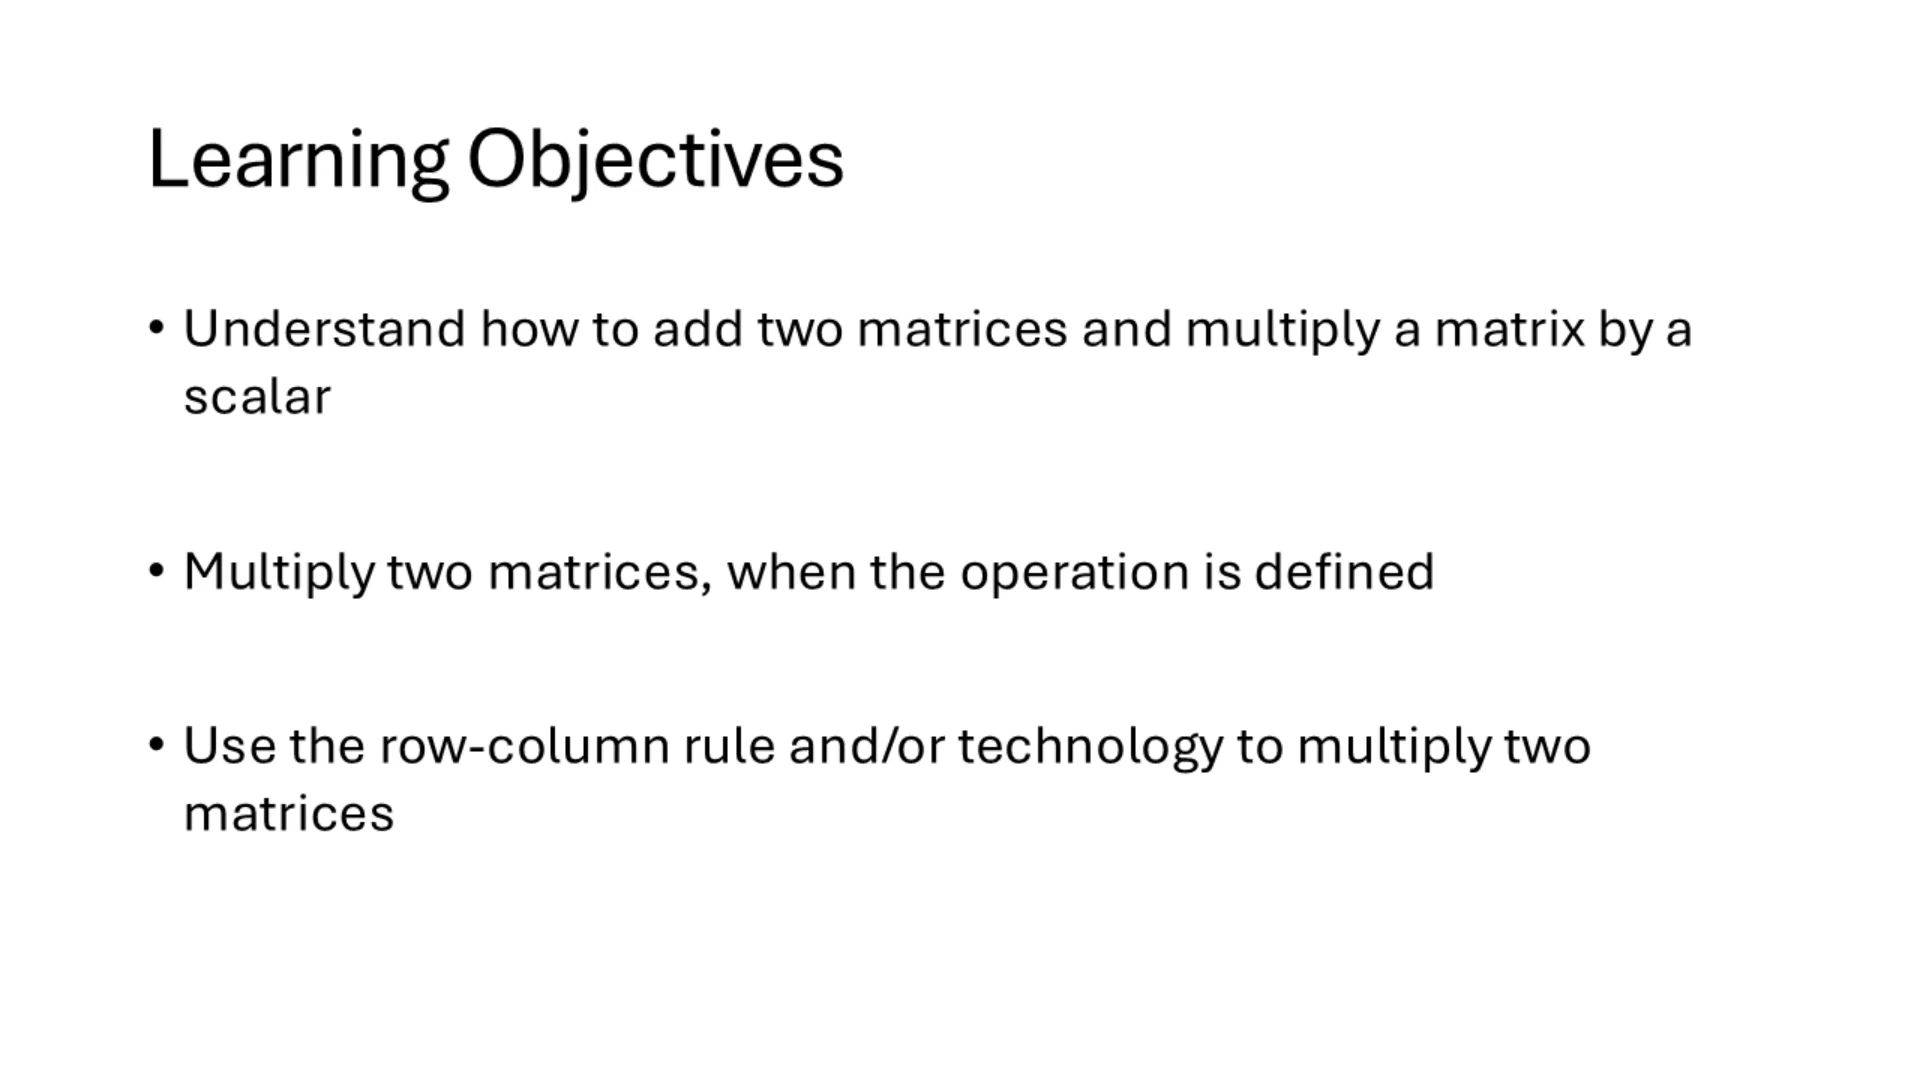 Learning Objectives
• Understand how to add two matrices and multiply a matrix by a
scalar
• Multiply two matrices, when the operation is defined
• Use the row-column rule and/or technology to multiply two
matrices